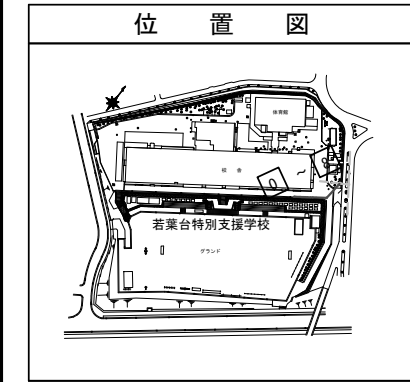 位置図
体育館
校舎
若葉台特別支援学校
グランド